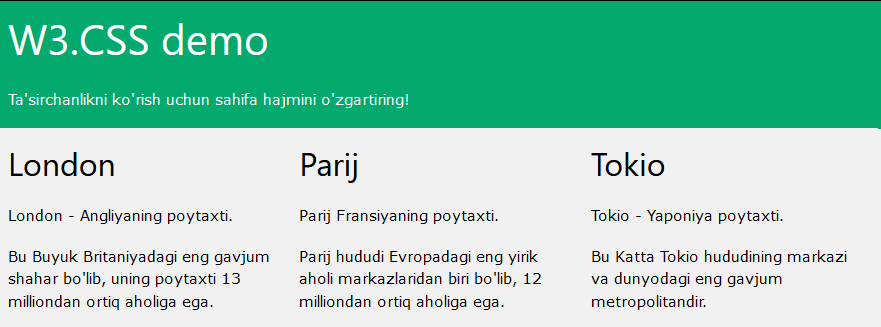 W3.CSS demo
Ta'sirchanlikni ko'rish uchun sahifa hajmini o'zgartiring!
London
London - Angliyaning poytaxti.
Bu Buyuk Britaniyadagi eng gavjum
shahar bo'lib, uning poytaxti 13
milliondan ortiq aholiga ega.
Parij
Parij Fransiyaning poytaxti.
Parij hududi Evropadagi eng yirik
aholi markazlaridan biri bo'lib, 12
milliondan ortiq aholiga ega.
Tokio
Tokio - Yaponiya poytaxti.
Bu Katta Tokio hududining markazi
va dunyodagi eng gavjum
metropolitandir.